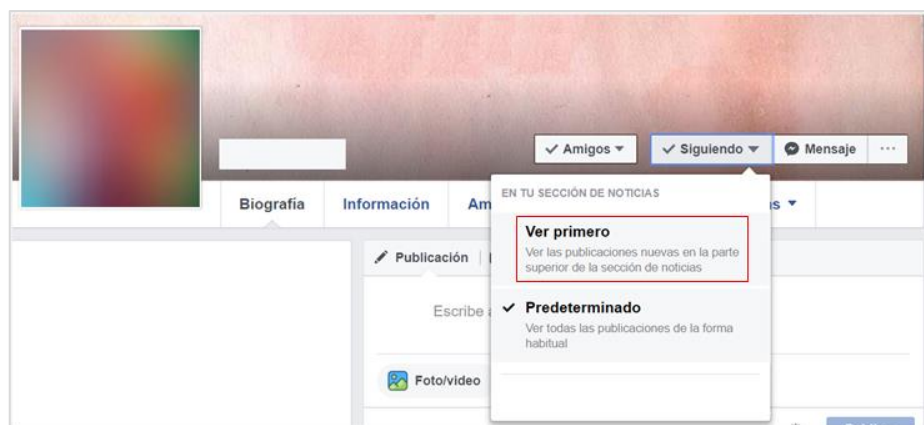 Amigos
Siguiendo
Mensaje
EN TU SECCIÓN DE NOTICIAS
Biografía
Información
Ver primero
Ver las publicaciones nuevas en la parte
superior de la sección de noticias
Publicación
Predeterminado
Ver todas las publicaciones de la forma
habitual
Escribe
Foto/video